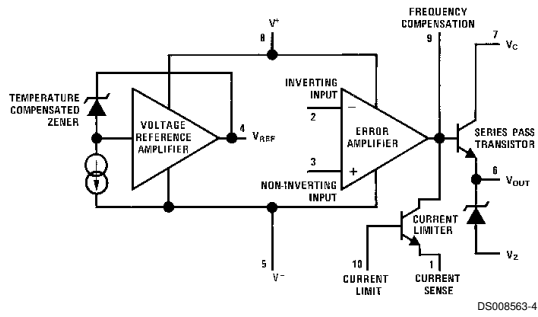 FREQUENCY
COMPENSATION
9
7
VC
V+
8
INVERTING
INPUT
2
−
TEMPERATURE
COMPENSATED
ZENER
VOLTAGE
REFERENCE
AMPLIFIER
4
VREF
ERROR
AMPLIFIER
SERIES PASS
TRANSISTOR
3
+
NON-INVERTING
INPUT
6
VOUT
CURRENT
LIMITER
5
V−
10
CURRENT
LIMIT
1
CURRENT
SENSE
VZ
DS008563-4